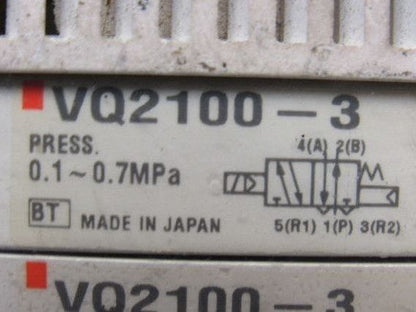 VQ2100-3
PRESS.
0.1~0.7MPa
4(A) 2(B)
5(R1) 1(P) 3(R2)
BT MADE IN JAPAN
VQ2100-3